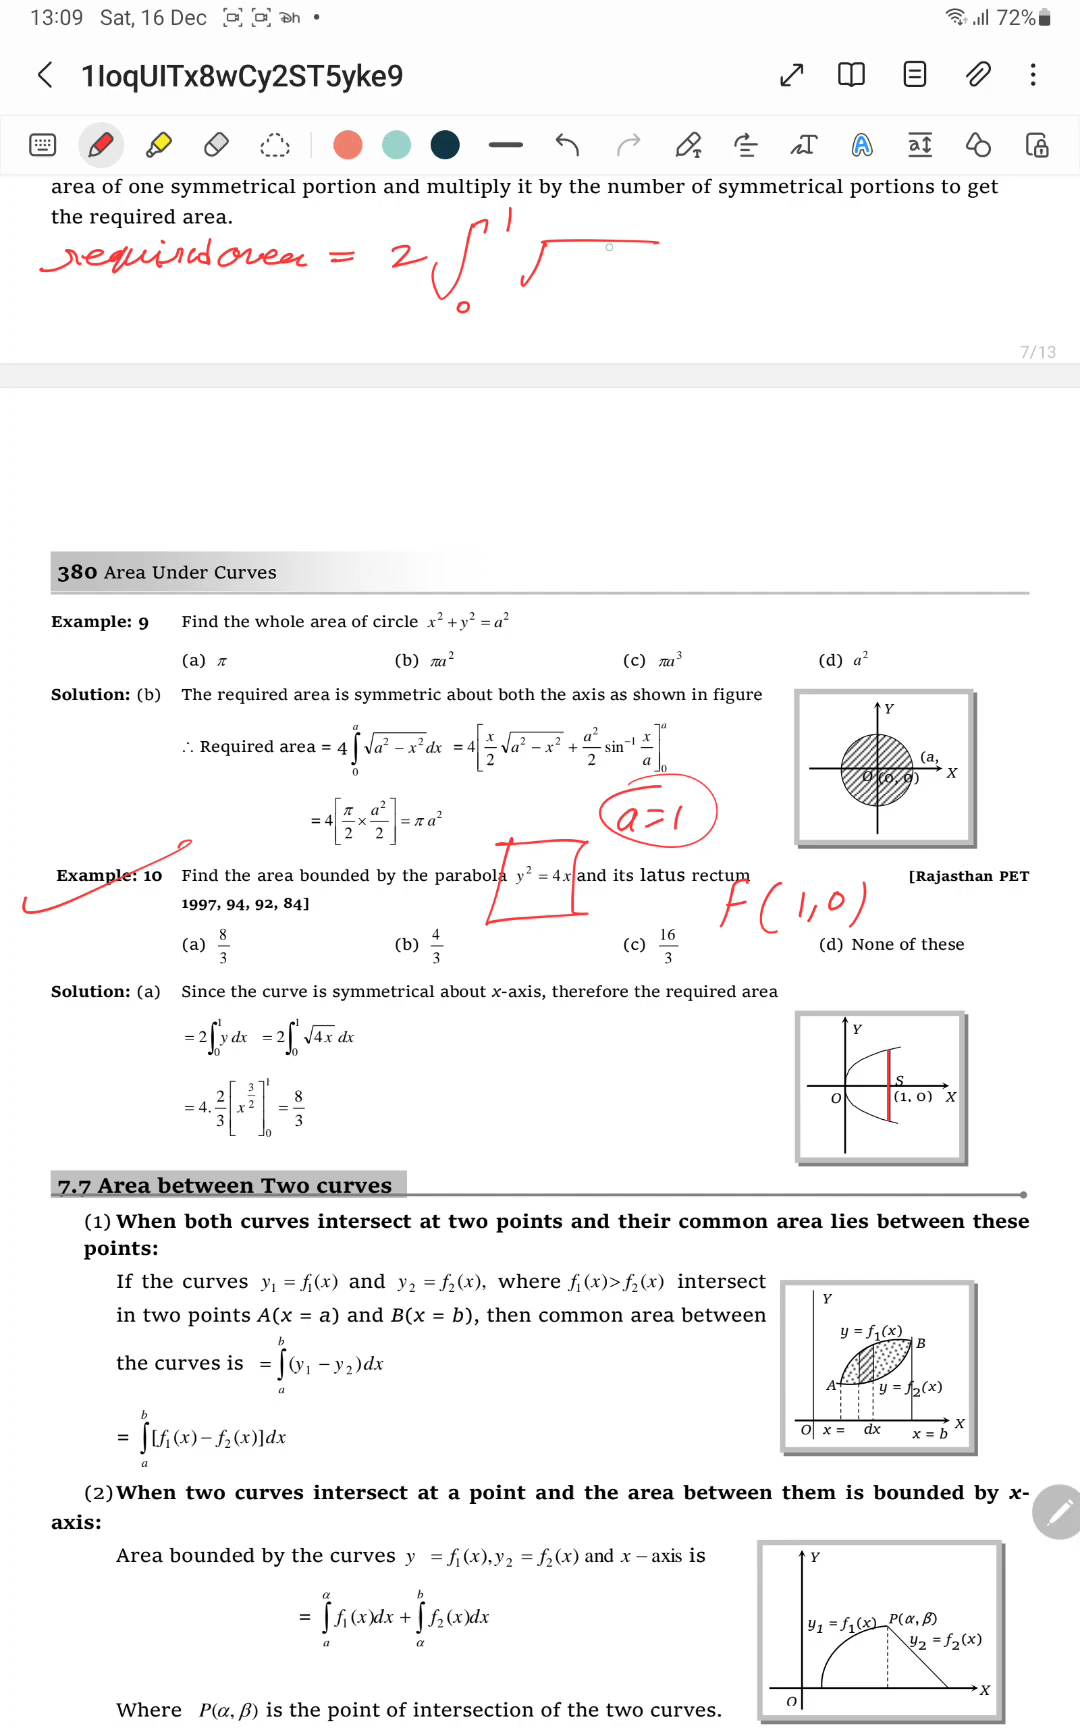 13:09 Sat, 16 Dec
72%
1IoqUITx8wCy2ST5yke9
area of one symmetrical portion and multiply it by the number of symmetrical portions to get
the required area.
required area = 2 ∫₀¹ √
7/13
380 Area Under Curves
Example: 9 Find the whole area of circle x² + y² = a²
(a) π (b) πa² (c) πa³ (d) a²
Solution: (b) The required area is symmetric about both the axis as shown in figure
∴ Required area = 4 ∫₀ᵃ √(a² − x²) dx = 4[x/2 √(a² − x²) + a²/2 sin⁻¹ x/a]₀ᵃ
= 4[π/2 × a²/2] = πa²
Y
(a,
O (0, 0)
X
a=1
Example: 10 Find the area bounded by the parabola y² = 4x and its latus rectum [Rajasthan PET
1997, 94, 92, 84]
F(1,0)
(a) 8/3 (b) 4/3 (c) 16/3 (d) None of these
Solution: (a) Since the curve is symmetrical about x-axis, therefore the required area
= 2∫₀¹ y dx = 2∫₀¹ √4x dx
= 4. 2/3 [x^(3/2)]₀¹ = 8/3
Y
S
O (1, 0) X
7.7 Area between Two curves
(1) When both curves intersect at two points and their common area lies between these
points:
If the curves y₁ = f₁(x) and y₂ = f₂(x), where f₁(x) > f₂(x) intersect
in two points A(x = a) and B(x = b), then common area between
the curves is = ∫ₐᵇ (y₁ − y₂)dx
= ∫ₐᵇ [f₁(x) − f₂(x)]dx
Y
y = f₁(x)
B
A
y = f₂(x)
O x = dx x = b X
(2) When two curves intersect at a point and the area between them is bounded by x-
axis:
Area bounded by the curves y = f₁(x), y₂ = f₂(x) and x – axis is
= ∫ₐᵅ f₁(x)dx + ∫ᵅᵇ f₂(x)dx
Where P(α, β) is the point of intersection of the two curves.
Y
y₁ = f₁(x) P(α, β)
y₂ = f₂(x)
O X